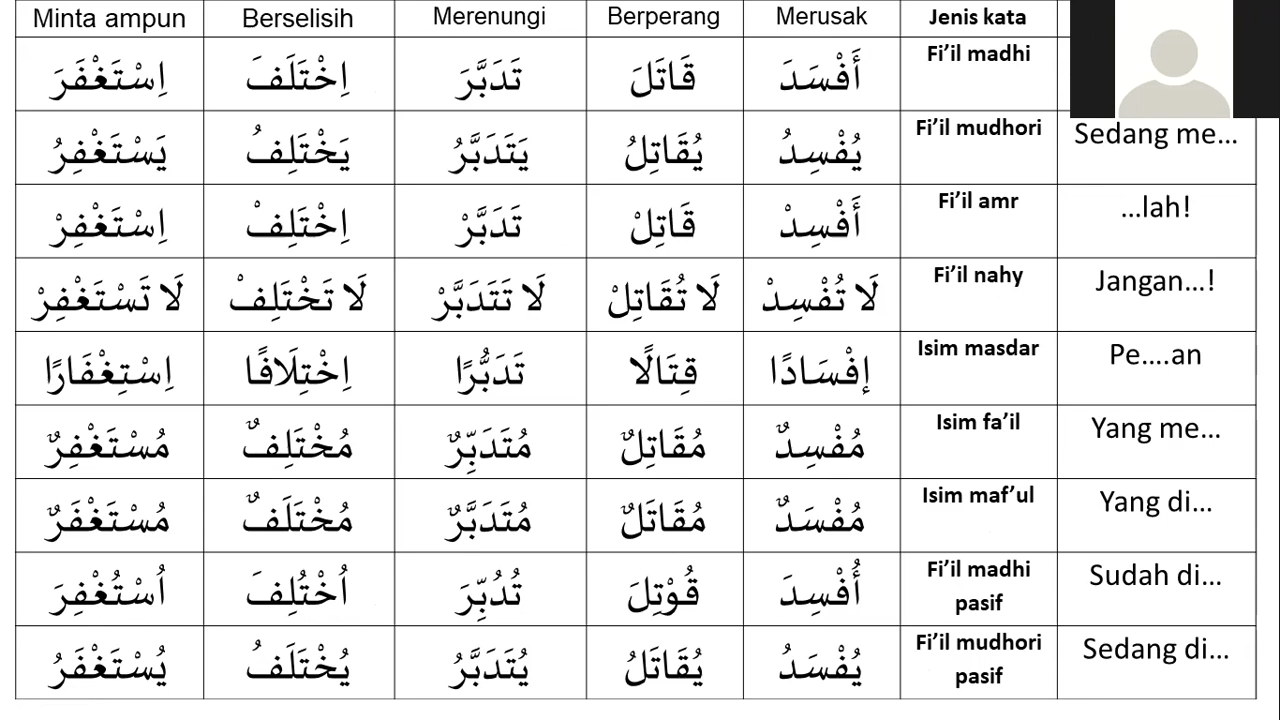 Minta ampun Berselisih Merenungi Berperang Merusak Jenis kata
اِسْتَغْفَرَ اِخْتَلَفَ تَدَبَّرَ قَاتَلَ أَفْسَدَ Fi’il madhi
يَسْتَغْفِرُ يَخْتَلِفُ يَتَدَبَّرُ يُقَاتِلُ يُفْسِدُ Fi’il mudhori Sedang me...
اِسْتَغْفِرْ اِخْتَلِفْ تَدَبَّرْ قَاتِلْ أَفْسِدْ Fi’il amr ...lah!
لَا تَسْتَغْفِرْ لَا تَخْتَلِفْ لَا تَتَدَبَّرْ لَا تُقَاتِلْ لَا تُفْسِدْ Fi’il nahy Jangan...!
اِسْتِغْفَارًا اِخْتِلَافًا تَدَبُّرًا قِتَالًا إِفْسَادًا Isim masdar Pe....an
مُسْتَغْفِرٌ مُخْتَلِفٌ مُتَدَبِّرٌ مُقَاتِلٌ مُفْسِدٌ Isim fa’il Yang me...
مُسْتَغْفَرٌ مُخْتَلَفٌ مُتَدَبَّرٌ مُقَاتَلٌ مُفْسَدٌ Isim maf’ul Yang di...
اُسْتُغْفِرَ اُخْتُلِفَ تُدُبِّرَ قُوْتِلَ أُفْسِدَ Fi’il madhi Sudah di...
pasif
يُسْتَغْفَرُ يُخْتَلَفُ يُتَدَبَّرُ يُقَاتَلُ يُفْسَدُ Fi’il mudhori Sedang di...
pasif